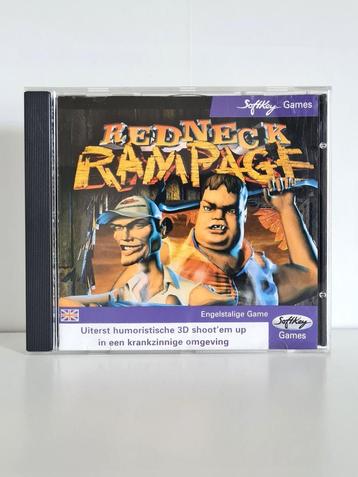 SoftKey Games
REDNECK
RAMPAGE
Engelstalige Game
Uiterst humoristische 3D shoot'em up
in een krankzinnige omgeving
SoftKey
Games